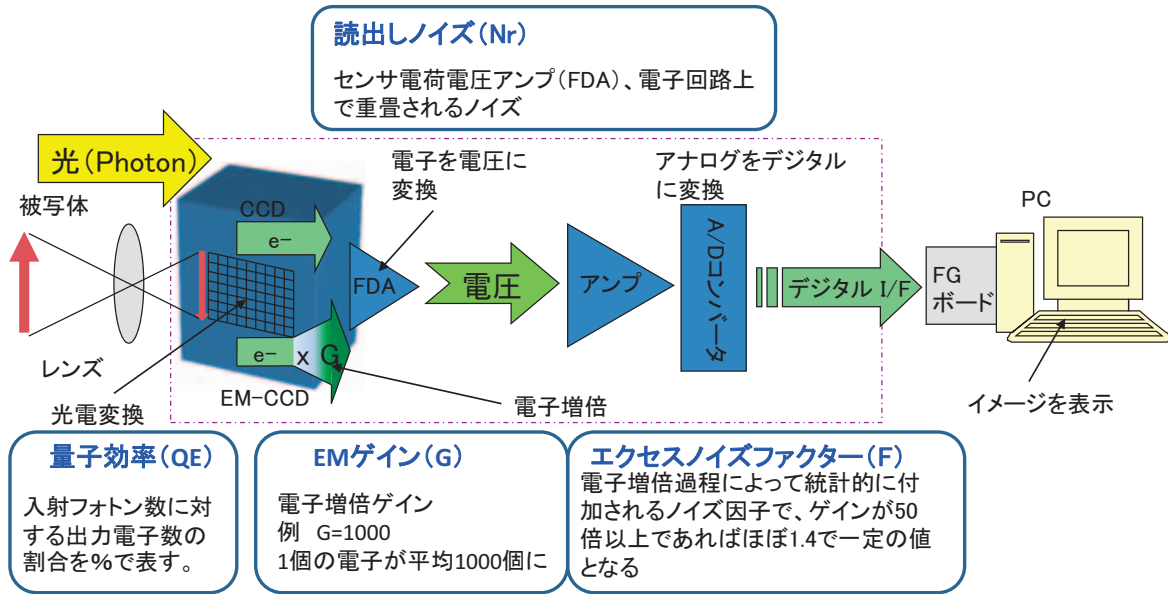 読出しノイズ（Nr）
センサ電荷電圧アンプ（FDA）、電子回路上
で重畳されるノイズ
光（Photon）
被写体
CCD
e−
電子を電圧に
変換
アナログをデジタル
に変換
PC
FDA
電圧
アンプ
A/Dコンバータ
デジタル I/F
FG
ボード
レンズ
光電変換
e−
x
G
EM−CCD
電子増倍
イメージを表示
量子効率（QE）
入射フォトン数に対
する出力電子数の
割合を%で表す。
EMゲイン（G）
電子増倍ゲイン
例 G=1000
1個の電子が平均1000個に
エクセスノイズファクター（F）
電子増倍過程によって統計的に付
加されるノイズ因子で、ゲインが50
倍以上であればほぼ1.4で一定の値
となる